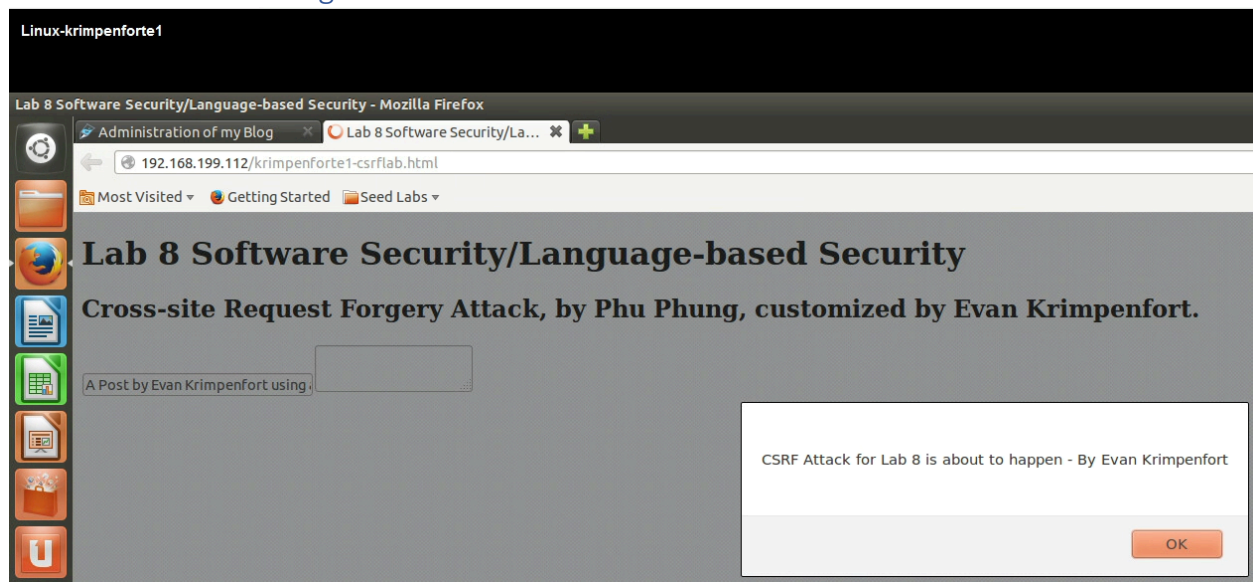 Linux-krimpenforte1
Lab 8 Software Security/Language-based Security - Mozilla Firefox
Administration of my Blog
Lab 8 Software Security/La...
192.168.199.112/krimpenforte1-csrflab.html
Most Visited Getting Started Seed Labs
Lab 8 Software Security/Language-based Security
Cross-site Request Forgery Attack, by Phu Phung, customized by Evan Krimpenfort.
A Post by Evan Krimpenfort using
CSRF Attack for Lab 8 is about to happen - By Evan Krimpenfort
OK